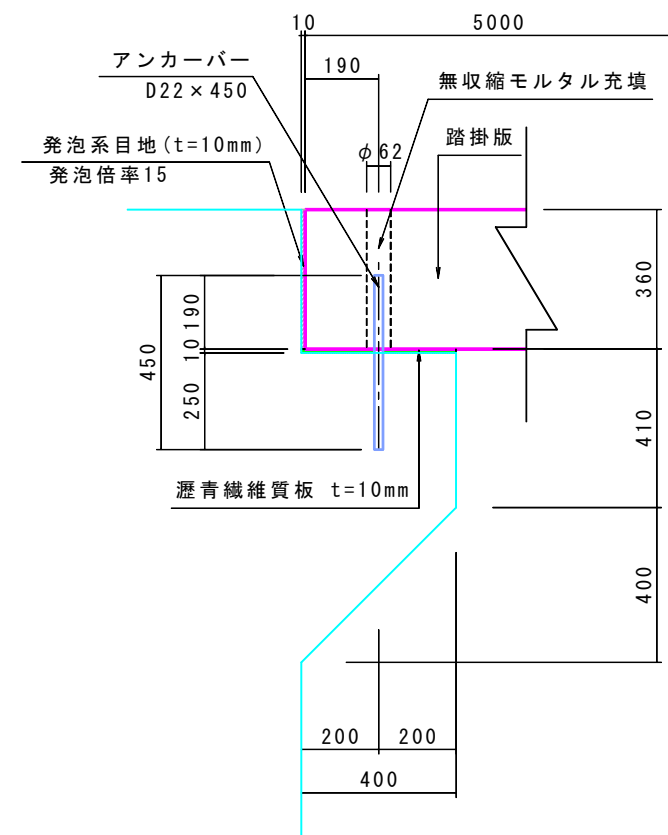 10
5000
アンカーバー
D22×450
190
無収縮モルタル充填
発泡系目地(t=10mm)
発泡倍率15
φ62
踏掛版
360
190
10
450
250
410
瀝青繊維質板 t=10mm
400
200
200
400